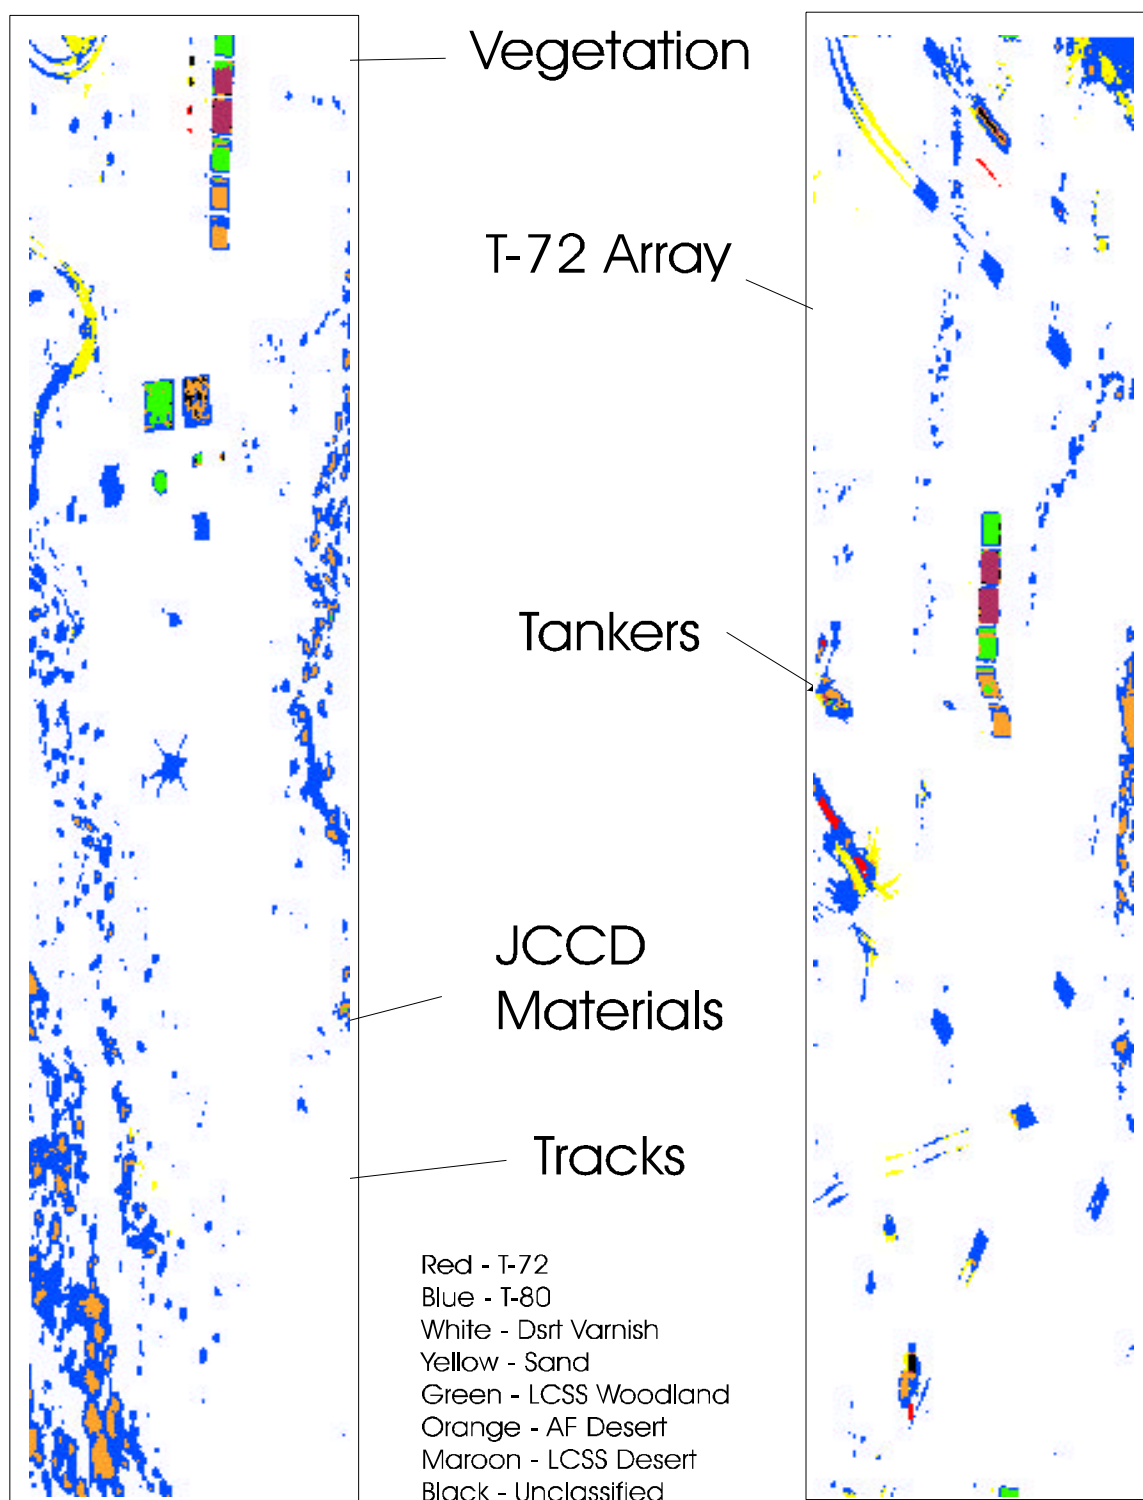 Vegetation
T-72 Array
Tankers
JCCD
Materials
Tracks
Red - T-72
Blue - T-80
White - Dsrt Varnish
Yellow - Sand
Green - LCSS Woodland
Orange - AF Desert
Maroon - LCSS Desert
Black - Unclassified